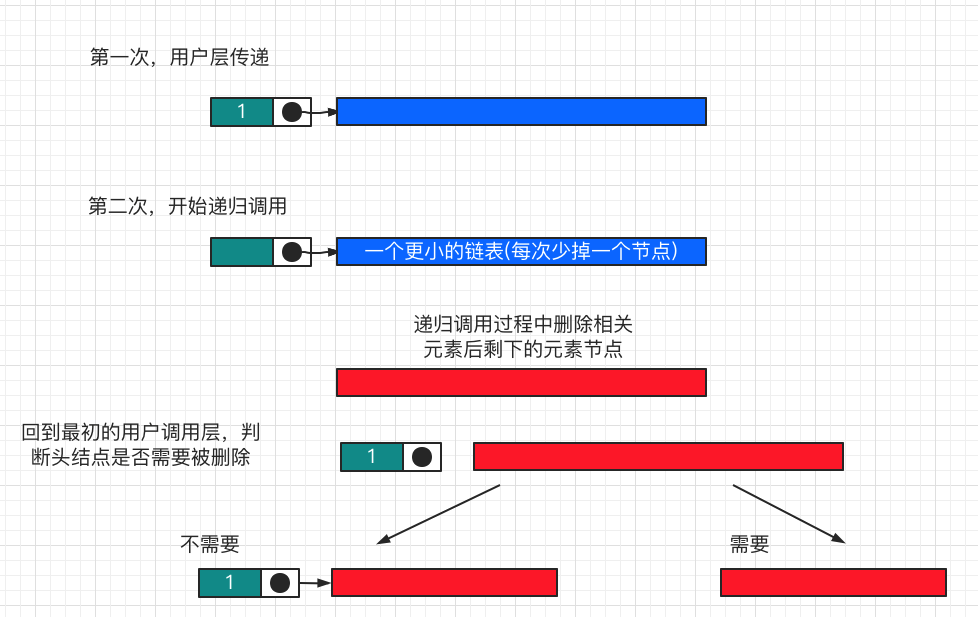 第一次，用户层传递
1
第二次，开始递归调用
一个更小的链表(每次少掉一个节点)
递归调用过程中删除相关
元素后剩下的元素节点
回到最初的用户调用层，判
断头结点是否需要被删除
1
不需要
需要
1